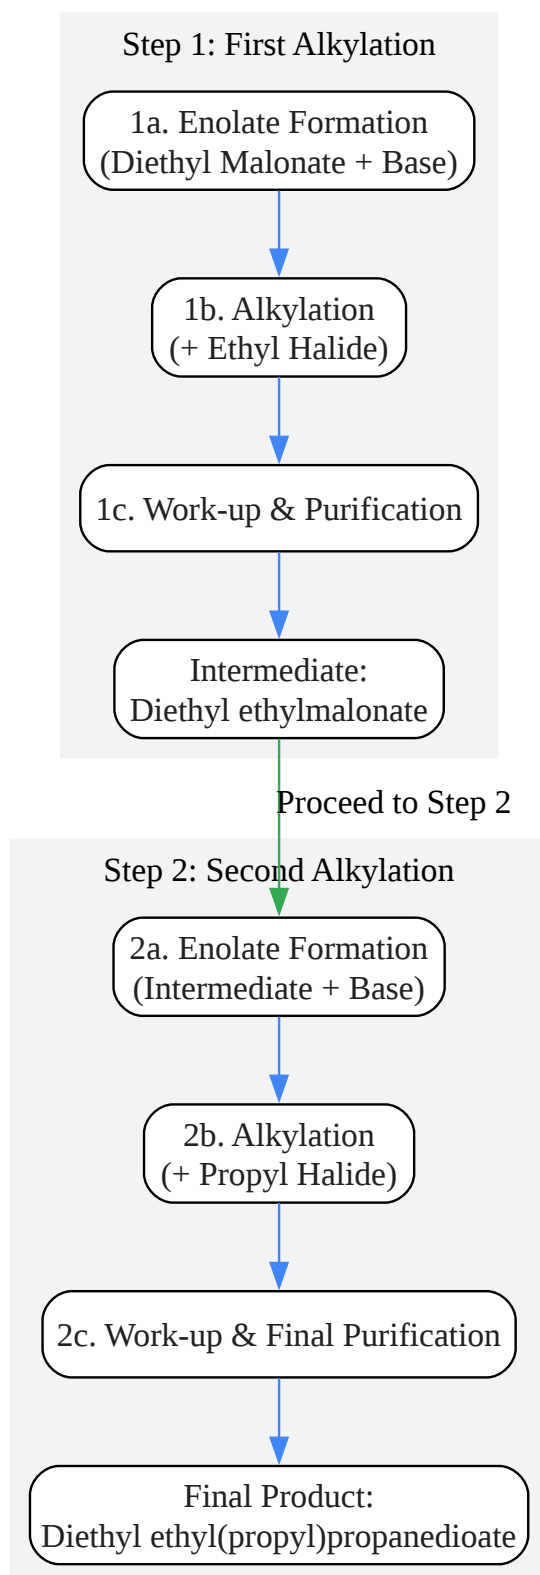 Step 1: First Alkylation
1a. Enolate Formation
(Diethyl Malonate + Base)
1b. Alkylation
(+ Ethyl Halide)
1c. Work-up & Purification
Intermediate:
Diethyl ethylmalonate
Proceed to Step 2
Step 2: Second Alkylation
2a. Enolate Formation
(Intermediate + Base)
2b. Alkylation
(+ Propyl Halide)
2c. Work-up & Final Purification
Final Product:
Diethyl ethyl(propyl)propanedioate